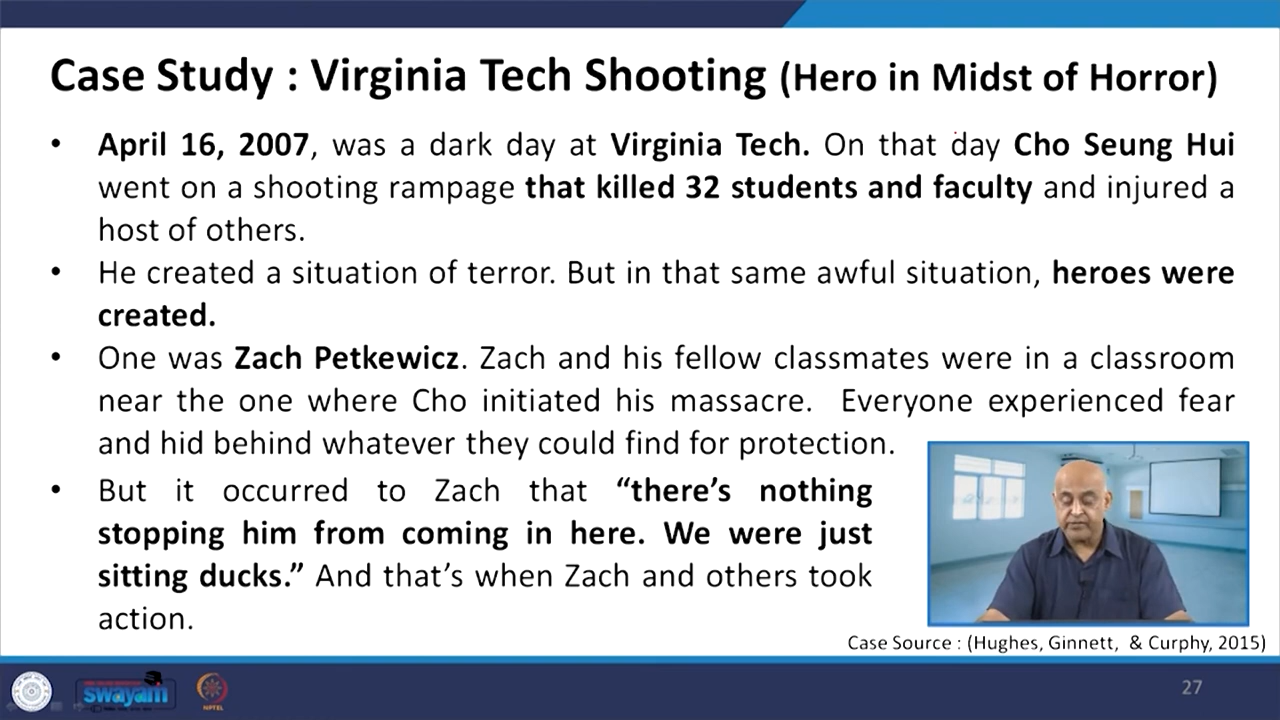 Case Study : Virginia Tech Shooting (Hero in Midst of Horror)
• April 16, 2007, was a dark day at Virginia Tech. On that day Cho Seung Hui
went on a shooting rampage that killed 32 students and faculty and injured a
host of others.
• He created a situation of terror. But in that same awful situation, heroes were
created.
• One was Zach Petkewicz. Zach and his fellow classmates were in a classroom
near the one where Cho initiated his massacre. Everyone experienced fear
and hid behind whatever they could find for protection.
• But it occurred to Zach that “there’s nothing
stopping him from coming in here. We were just
sitting ducks.” And that’s when Zach and others took
action.
Case Source : (Hughes, Ginnett, & Curphy, 2015)
swayam
NPTEL
27